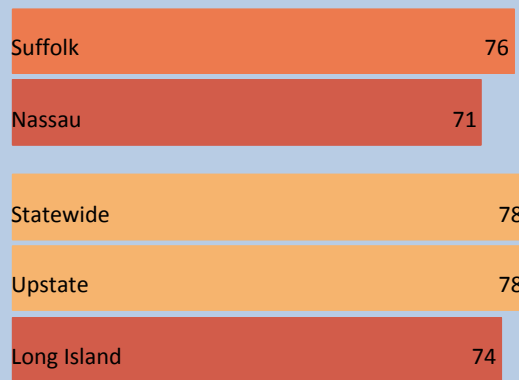 Suffolk 76
Nassau 71
Statewide 78
Upstate 78
Long Island 74